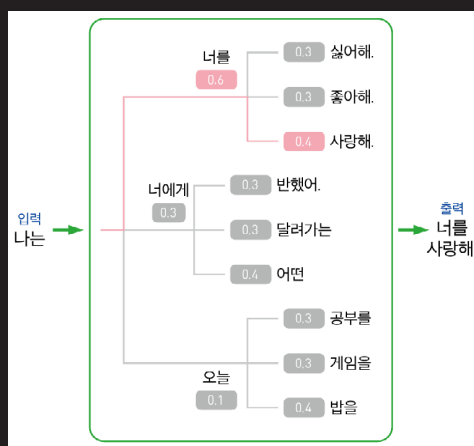 입력
나는
너를
0.6
0.3 싫어해.
0.3 좋아해.
0.4 사랑해.
너에게
0.3
0.3 반했어.
0.3 달려가는
0.4 어떤
오늘
0.1
0.3 공부를
0.3 게임을
0.4 밥을
출력
너를
사랑해